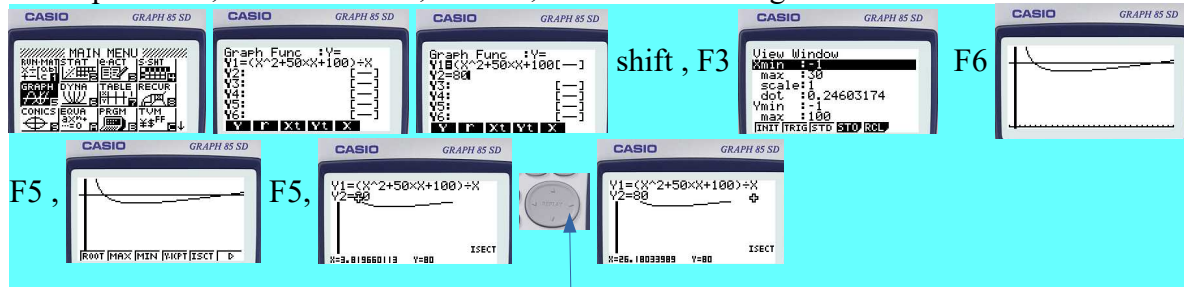 CASIO GRAPH 85 SD
MAIN MENU
RUN·MAT STAT e·ACT S·SHT
GRAPH DYNA TABLE RECUR
CONICS EQUA PRGM TVM
CASIO GRAPH 85 SD
Graph Func :Y=
Y1=(X^2+50×X+100)÷X
Y2: [—]
Y3: [—]
Y4: [—]
Y5: [—]
Y6: [—]
Y r Xt Yt X
CASIO GRAPH 85 SD
Graph Func :Y=
Y1=(X^2+50×X+100[—]
Y2=80
Y3: [—]
Y4: [—]
Y5: [—]
Y6: [—]
Y r Xt Yt X
shift , F3
CASIO GRAPH 85 SD
View Window
Xmin :-1
max :30
scale:1
dot :0.24603174
Ymin :-1
max :100
INIT TRIG STD STO RCL
F6
CASIO GRAPH 85 SD
F5 ,
CASIO GRAPH 85 SD
ROOT MAX MIN Y-ICPT ISCT ▷
F5,
CASIO GRAPH 85 SD
Y1=(X^2+50×X+100)÷X
Y2=80
ISECT
X=3.819660113 Y=80
REPLAY
CASIO GRAPH 85 SD
Y1=(X^2+50×X+100)÷X
Y2=80
ISECT
X=26.18033989 Y=80